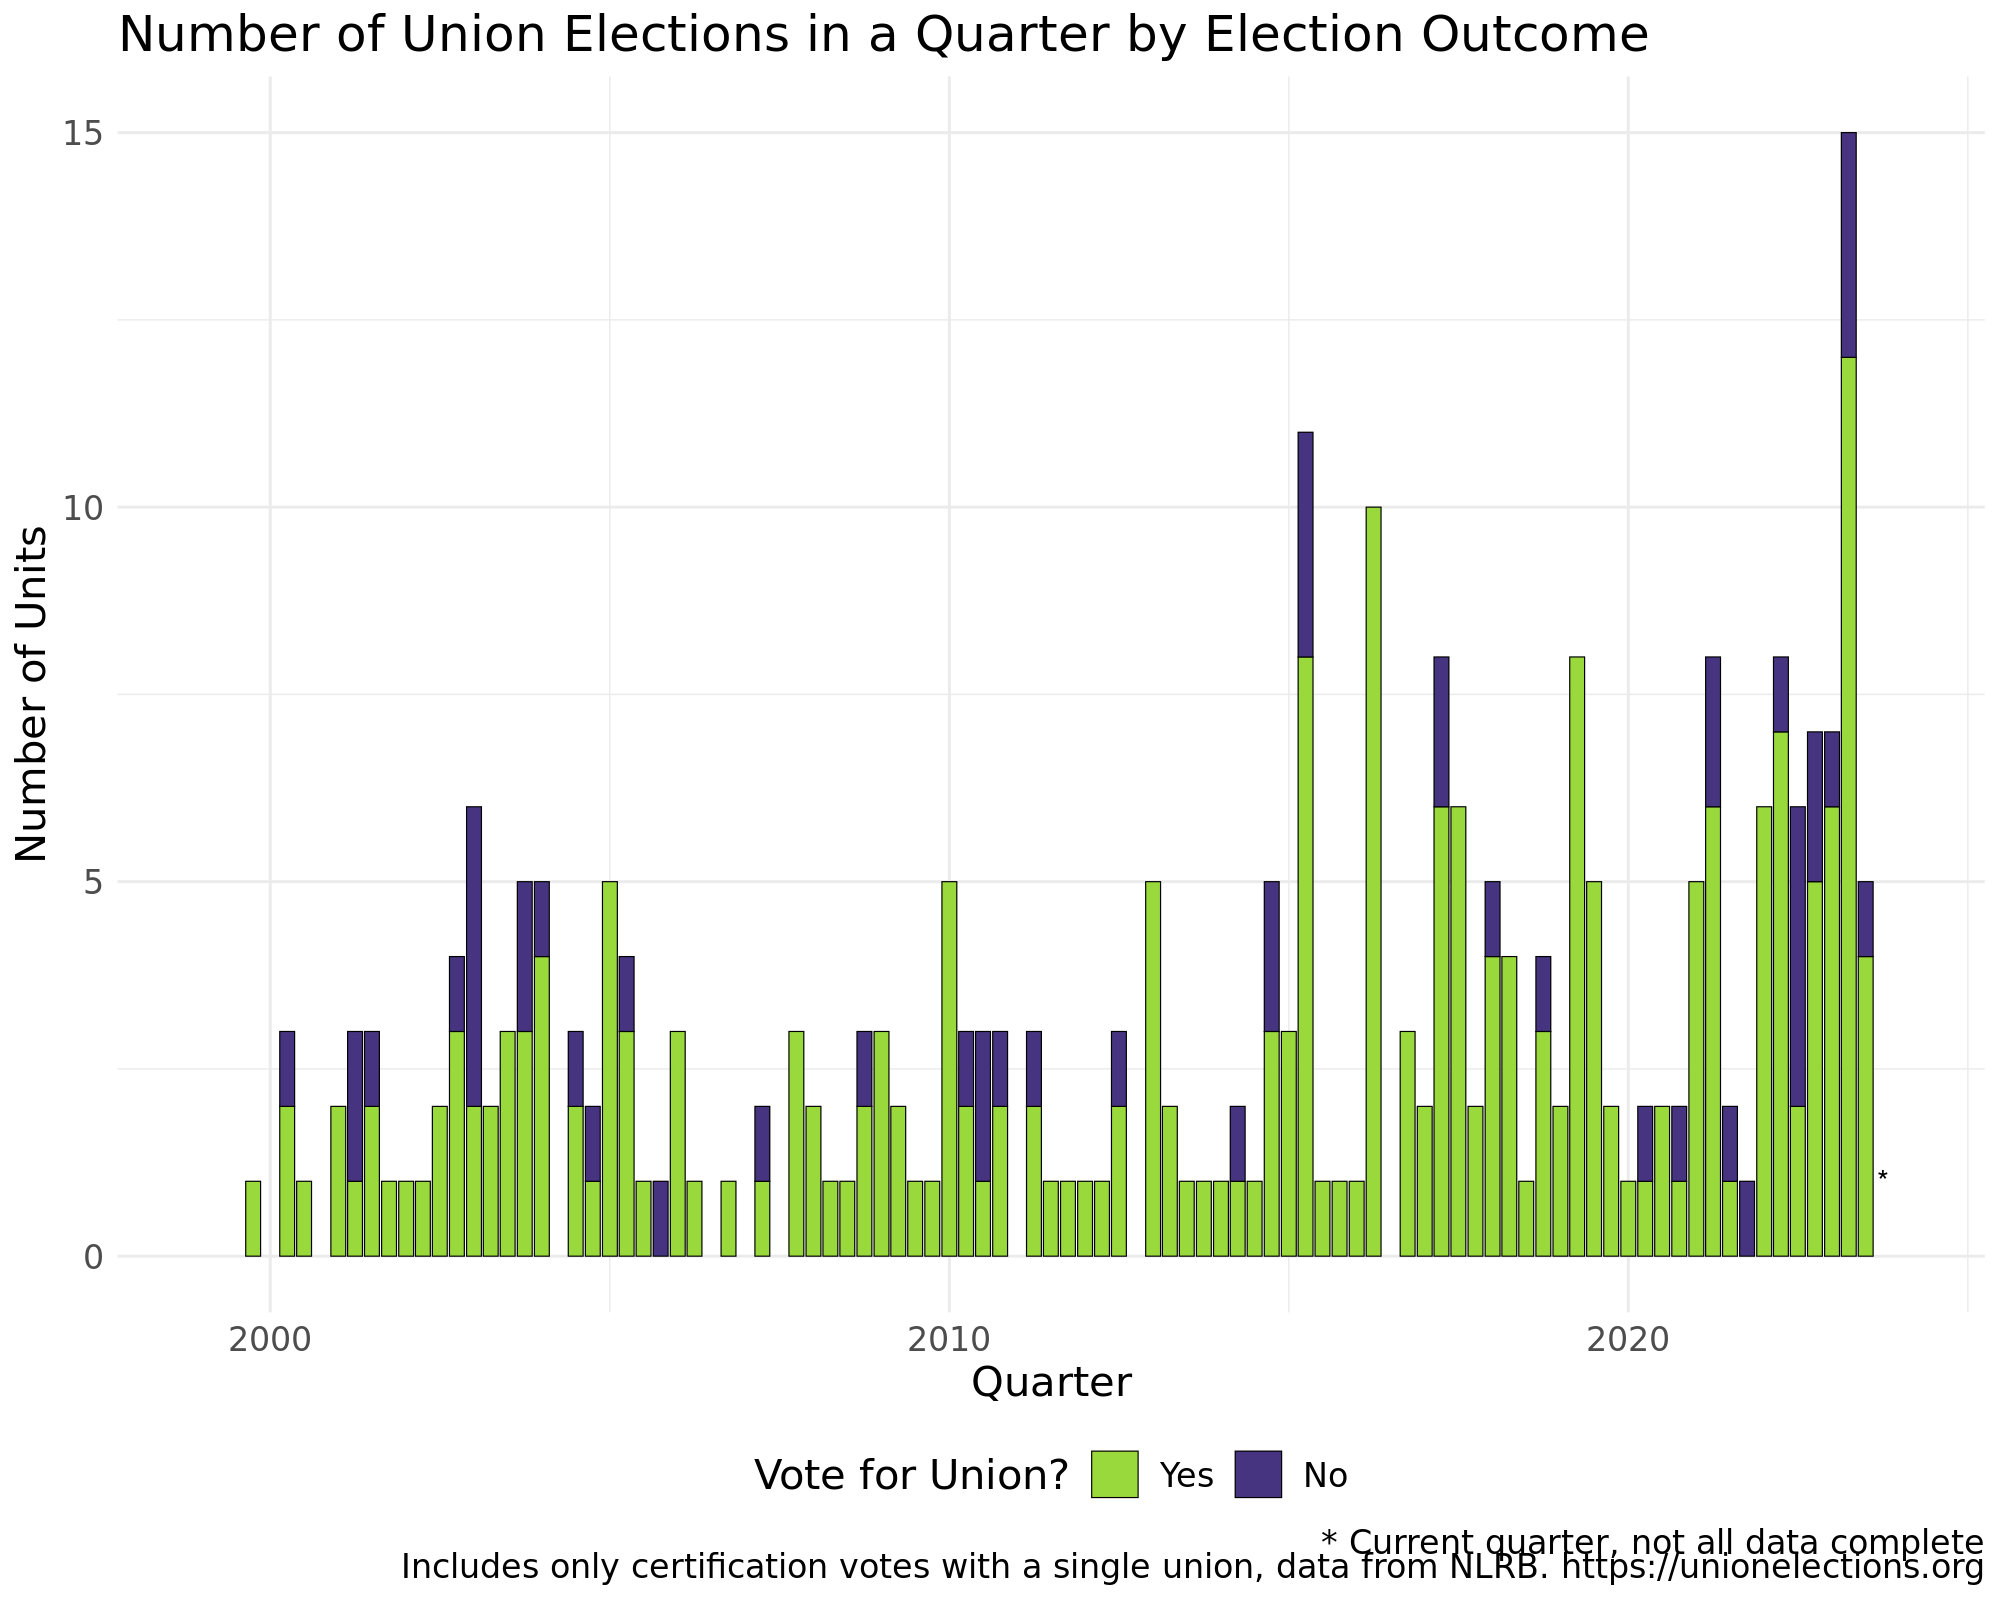 Number of Union Elections in a Quarter by Election Outcome
15
10
5
0
Number of Units
2000 2010 2020
Quarter
*
Vote for Union? Yes No
* Current quarter, not all data complete
Includes only certification votes with a single union, data from NLRB. https://unionelections.org